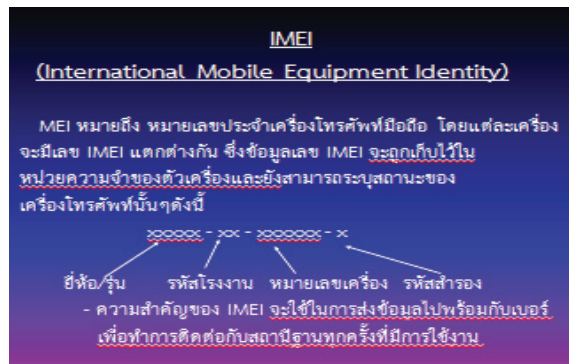 IMEI
(International Mobile Equipment Identity)
MEI หมายถึง หมายเลขประจำเครื่องโทรศัพท์มือถือ โดยแต่ละเครื่อง
จะมีเลข IMEI แตกต่างกัน ซึ่งข้อมูลเลข IMEI จะถูกเก็บไว้ใน
หน่วยความจำของตัวเครื่องและยังสามารถระบุสถานะของ
เครื่องโทรศัพท์นั้นๆดังนี้
xxxxx - xx - xxxxxx - x
ยี่ห้อ/รุ่น รหัสโรงงาน หมายเลขเครื่อง รหัสสำรอง
- ความสำคัญของ IMEI จะใช้ในการส่งข้อมูลไปพร้อมกับเบอร์
เพื่อทำการติดต่อกับสถานีฐานทุกครั้งที่มีการใช้งาน